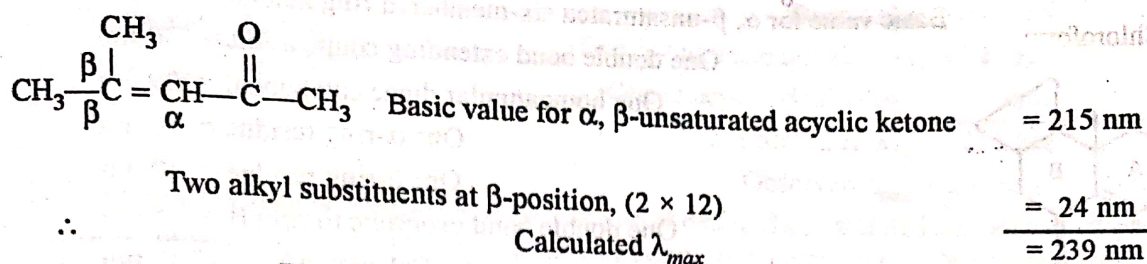 CH₃ O
β
CH₃—C = CH—C—CH₃ Basic value for α, β-unsaturated acyclic ketone = 215 nm
β α
Two alkyl substituents at β-position, (2 × 12) = 24 nm
∴ Calculated λmax = 239 nm